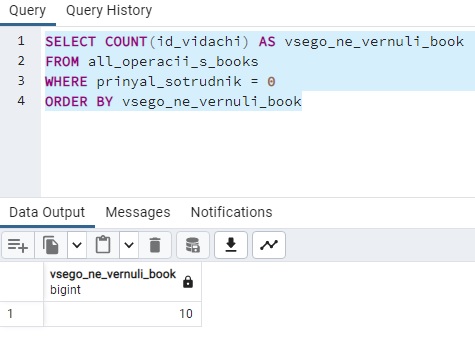 Query Query History
1 SELECT COUNT(id_vidachi) AS vsego_ne_vernuli_book
2 FROM all_operacii_s_books
3 WHERE prinyal_sotrudnik = 0
4 ORDER BY vsego_ne_vernuli_book
Data Output Messages Notifications
vsego_ne_vernuli_book
bigint
1 10